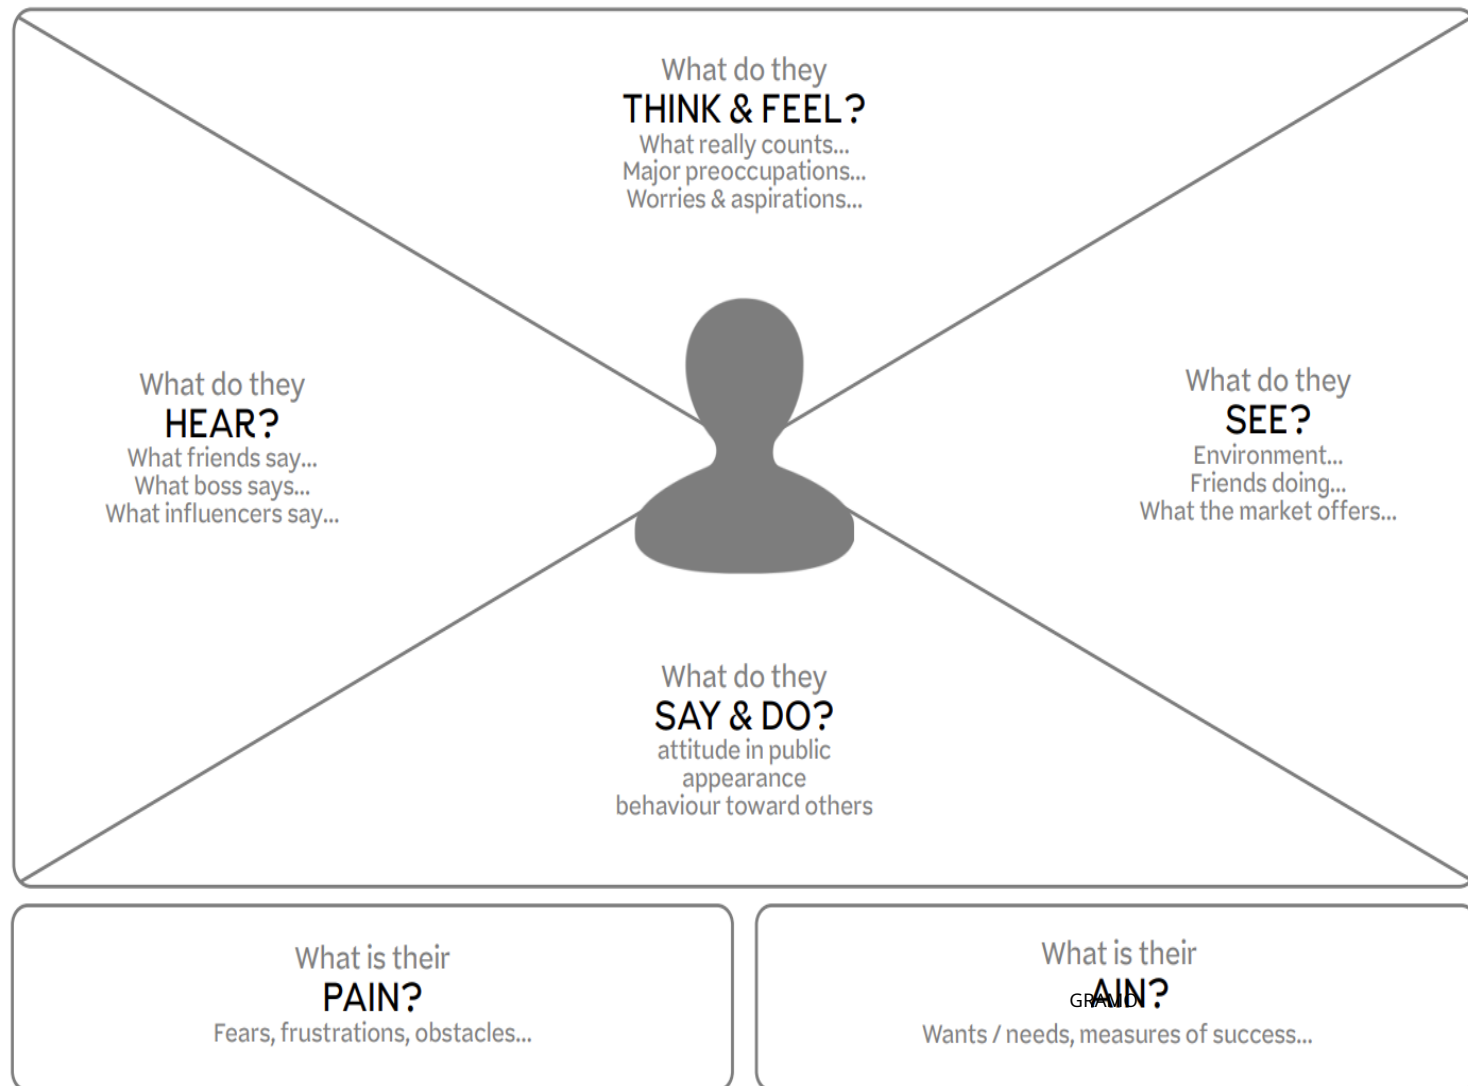 What do they
THINK & FEEL?
What really counts...
Major preoccupations...
Worries & aspirations...
What do they
HEAR?
What friends say...
What boss says...
What influencers say...
What do they
SEE?
Environment...
Friends doing...
What the market offers...
What do they
SAY & DO?
attitude in public
appearance
behaviour toward others
What is their
PAIN?
Fears, frustrations, obstacles...
What is their
AIN?
Wants / needs, measures of success...